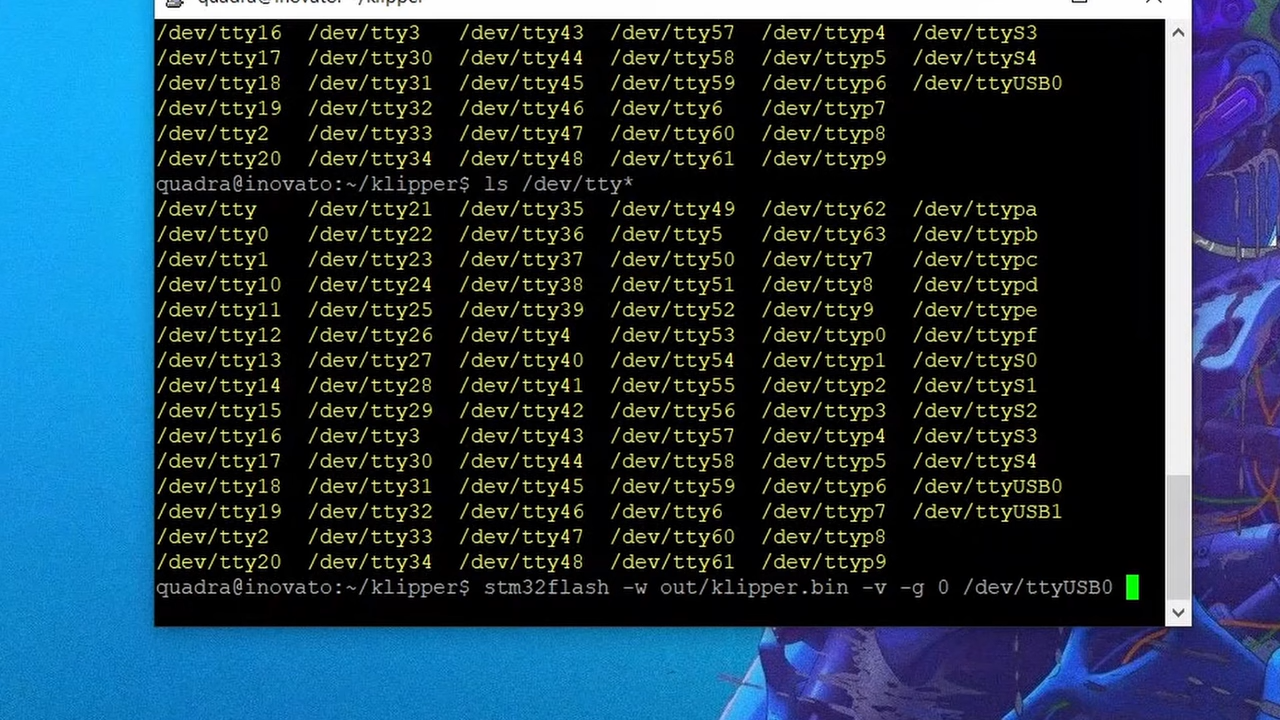 quadra@inovato: ~/klipper
/dev/tty16 /dev/tty3 /dev/tty43 /dev/tty57 /dev/ttyp4 /dev/ttyS3
/dev/tty17 /dev/tty30 /dev/tty44 /dev/tty58 /dev/ttyp5 /dev/ttyS4
/dev/tty18 /dev/tty31 /dev/tty45 /dev/tty59 /dev/ttyp6 /dev/ttyUSB0
/dev/tty19 /dev/tty32 /dev/tty46 /dev/tty6 /dev/ttyp7
/dev/tty2 /dev/tty33 /dev/tty47 /dev/tty60 /dev/ttyp8
/dev/tty20 /dev/tty34 /dev/tty48 /dev/tty61 /dev/ttyp9
quadra@inovato:~/klipper$ ls /dev/tty*
/dev/tty /dev/tty21 /dev/tty35 /dev/tty49 /dev/tty62 /dev/ttypa
/dev/tty0 /dev/tty22 /dev/tty36 /dev/tty5 /dev/tty63 /dev/ttypb
/dev/tty1 /dev/tty23 /dev/tty37 /dev/tty50 /dev/tty7 /dev/ttypc
/dev/tty10 /dev/tty24 /dev/tty38 /dev/tty51 /dev/tty8 /dev/ttypd
/dev/tty11 /dev/tty25 /dev/tty39 /dev/tty52 /dev/tty9 /dev/ttype
/dev/tty12 /dev/tty26 /dev/tty4 /dev/tty53 /dev/ttyp0 /dev/ttypf
/dev/tty13 /dev/tty27 /dev/tty40 /dev/tty54 /dev/ttyp1 /dev/ttyS0
/dev/tty14 /dev/tty28 /dev/tty41 /dev/tty55 /dev/ttyp2 /dev/ttyS1
/dev/tty15 /dev/tty29 /dev/tty42 /dev/tty56 /dev/ttyp3 /dev/ttyS2
/dev/tty16 /dev/tty3 /dev/tty43 /dev/tty57 /dev/ttyp4 /dev/ttyS3
/dev/tty17 /dev/tty30 /dev/tty44 /dev/tty58 /dev/ttyp5 /dev/ttyS4
/dev/tty18 /dev/tty31 /dev/tty45 /dev/tty59 /dev/ttyp6 /dev/ttyUSB0
/dev/tty19 /dev/tty32 /dev/tty46 /dev/tty6 /dev/ttyp7 /dev/ttyUSB1
/dev/tty2 /dev/tty33 /dev/tty47 /dev/tty60 /dev/ttyp8
/dev/tty20 /dev/tty34 /dev/tty48 /dev/tty61 /dev/ttyp9
quadra@inovato:~/klipper$ stm32flash -w out/klipper.bin -v -g 0 /dev/ttyUSB0